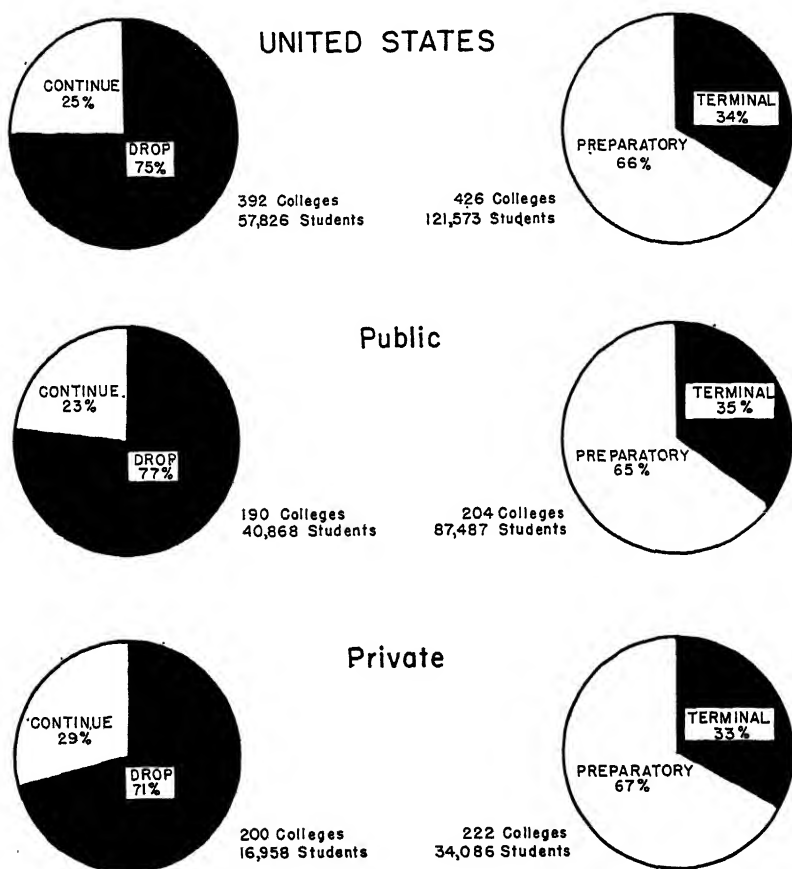 UNITED STATES
CONTINUE
25%
DROP
75%
392 Colleges
57,826 Students
TERMINAL
34%
PREPARATORY
66%
426 Colleges
121,573 Students
Public
CONTINUE.
23%
DROP
77%
190 Colleges
40,868 Students
TERMINAL
35%
PREPARATORY
65%
204 Colleges
87,487 Students
Private
CONTINUE
29%
DROP
71%
200 Colleges
16,958 Students
TERMINAL
33%
PREPARATORY
67%
222 Colleges
34,086 Students